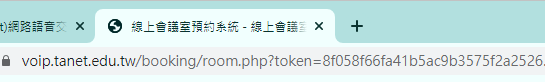 t)網路語音交
線上會議室預約系統 - 線上會議室
voip.tanet.edu.tw/booking/room.php?token=8f058f66fa41b5ac9b3575f2a2526.